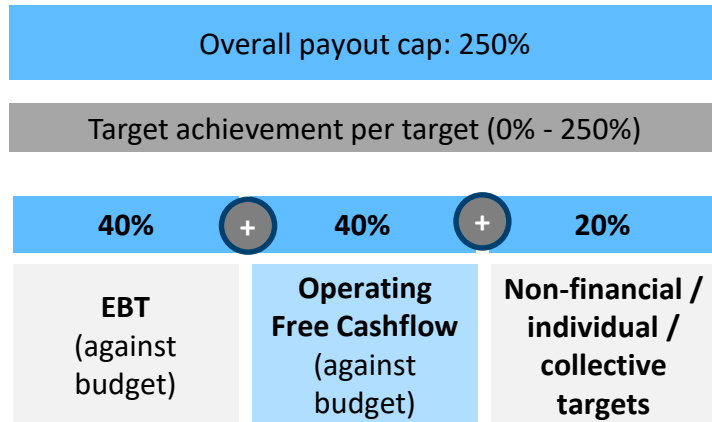 Overall payout cap: 250%
Target achievement per target (0% - 250%)
40% + 40% + 20%
EBT
(against
budget)
Operating
Free Cashflow
(against
budget)
Non-financial /
individual /
collective
targets